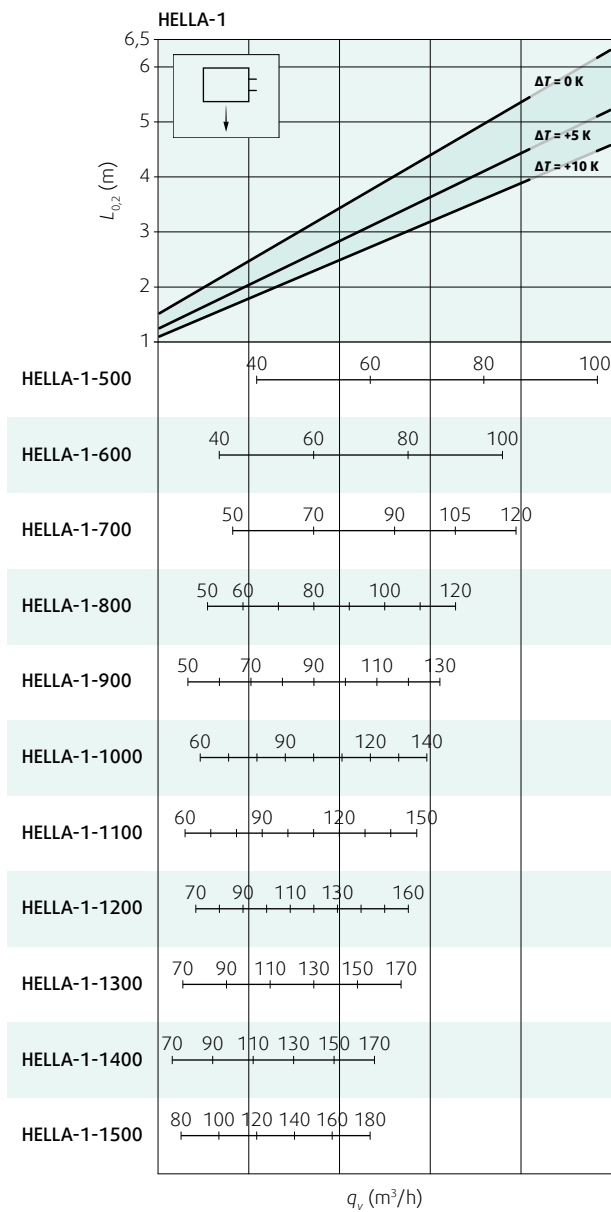 HELLA-1
6,5
6
5
4
3
2
1
L0,2 (m)
ΔT = 0 K
ΔT = +5 K
ΔT = +10 K
HELLA-1-500 40 60 80 100
HELLA-1-600 40 60 80 100
HELLA-1-700 50 70 90 105 120
HELLA-1-800 50 60 80 100 120
HELLA-1-900 50 70 90 110 130
HELLA-1-1000 60 90 120 140
HELLA-1-1100 60 90 120 150
HELLA-1-1200 70 90 110 130 160
HELLA-1-1300 70 90 110 130 150 170
HELLA-1-1400 70 90 110 130 150 170
HELLA-1-1500 80 100 120 140 160 180
qv (m³/h)